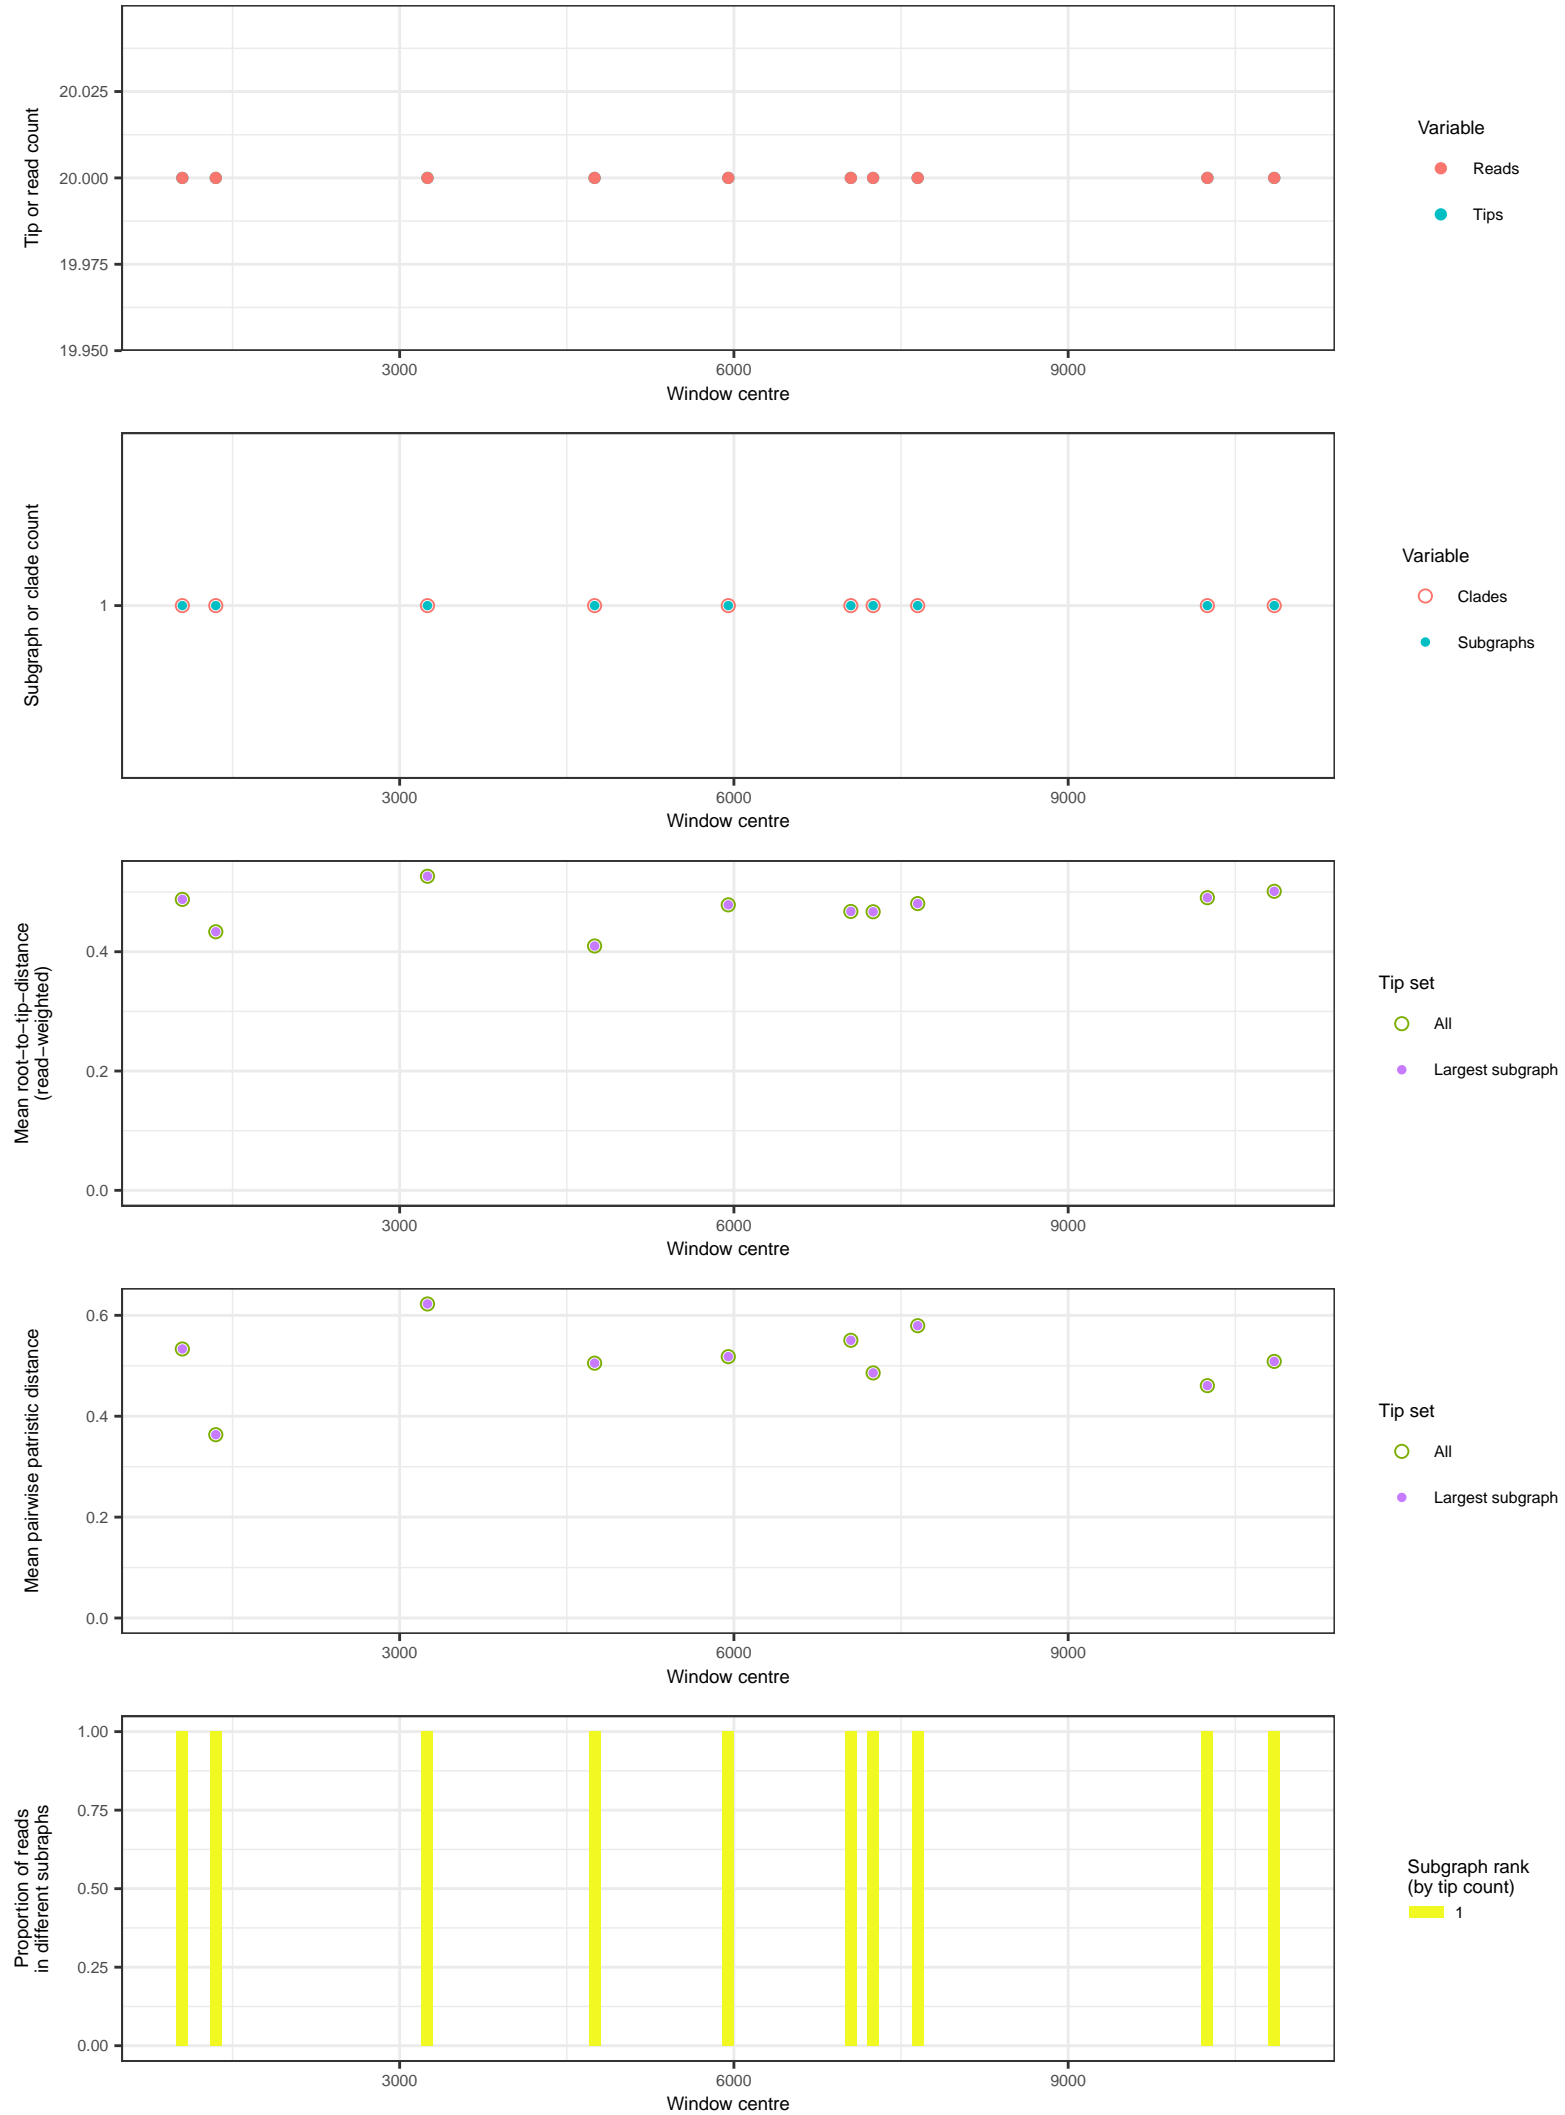 20.025
20.000
19.975
19.950
Tip or read count
3000 6000 9000
Window centre
Variable
Reads
Tips
1
Subgraph or clade count
3000 6000 9000
Window centre
Variable
Clades
Subgraphs
0.4
0.2
0.0
Mean root−to−tip−distance
(read−weighted)
3000 6000 9000
Window centre
Tip set
All
Largest subgraph
0.6
0.4
0.2
0.0
Mean pairwise patristic distance
3000 6000 9000
Window centre
Tip set
All
Largest subgraph
1.00
0.75
0.50
0.25
0.00
Proportion of reads
in different subraphs
3000 6000 9000
Window centre
Subgraph rank
(by tip count)
1